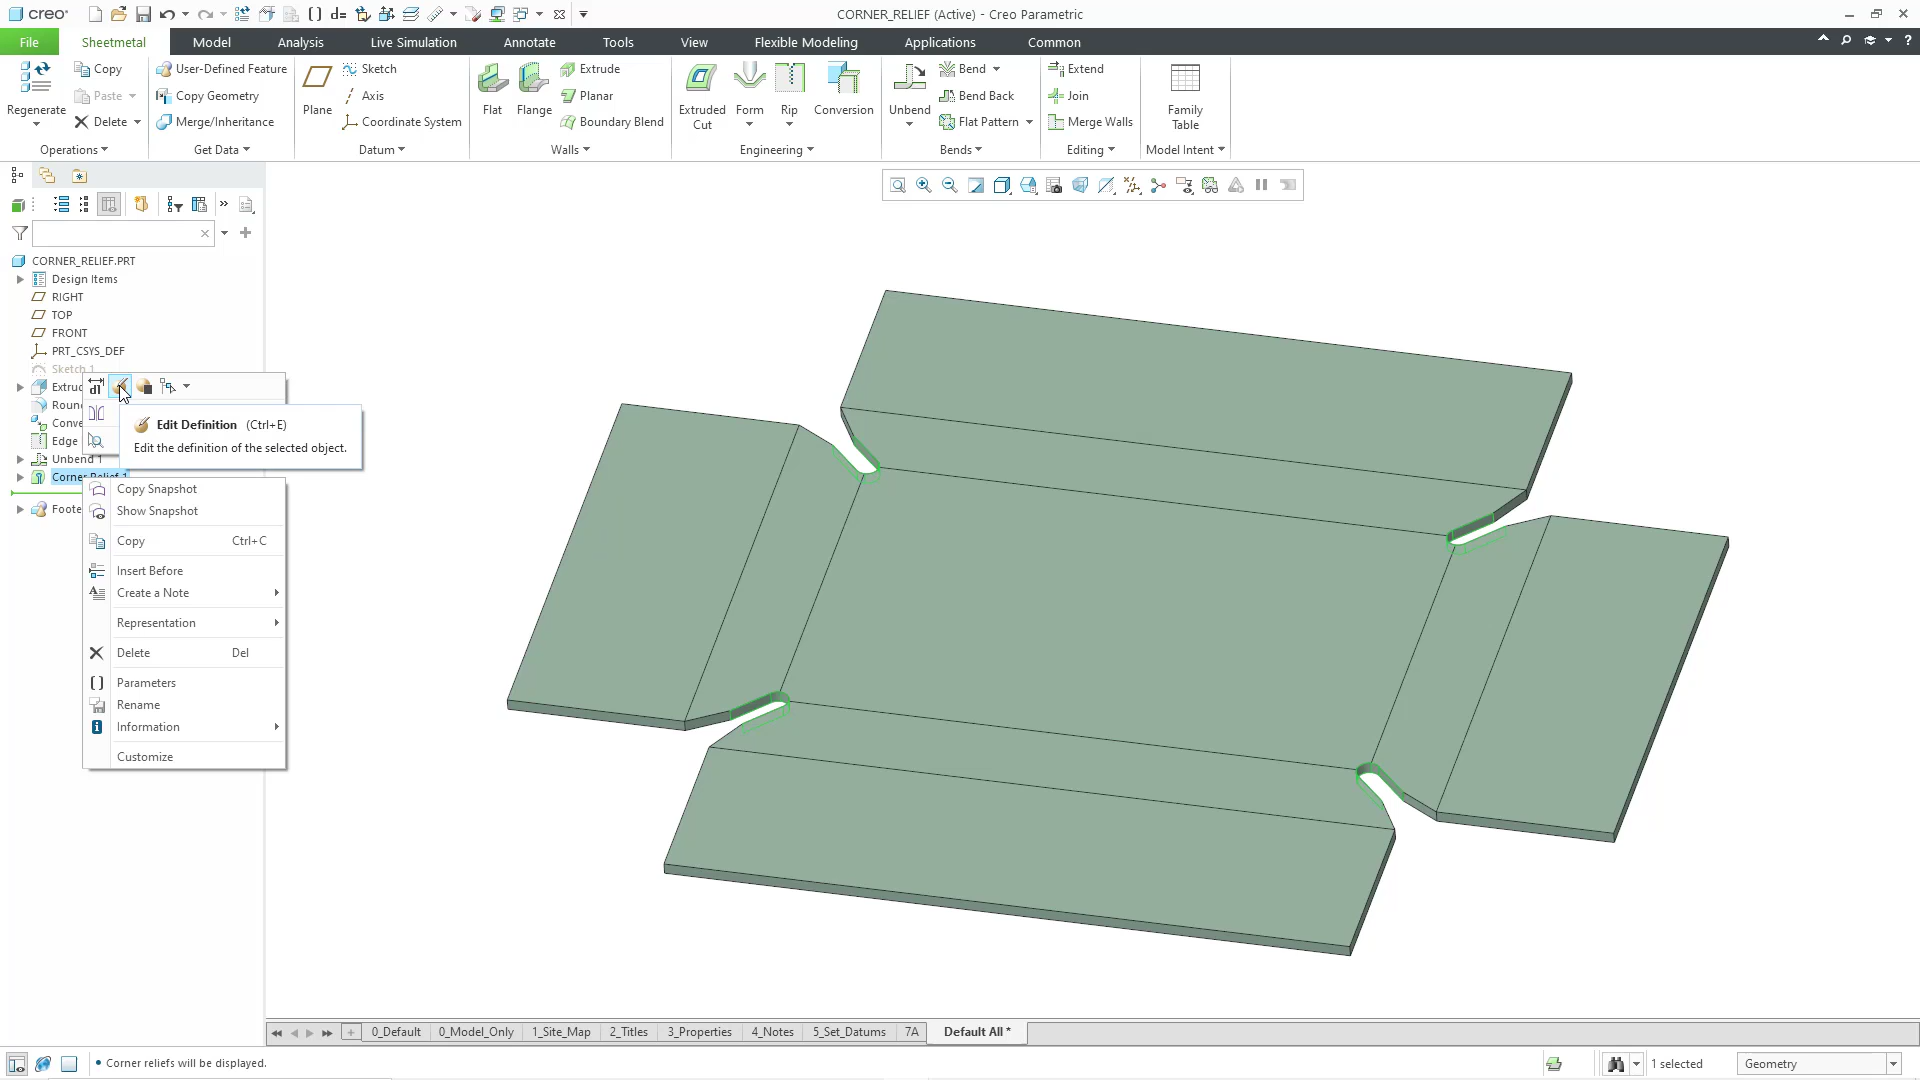 creo
CORNER_RELIEF (Active) - Creo Parametric
File
Sheetmetal
Model
Analysis
Live Simulation
Annotate
Tools
View
Flexible Modeling
Applications
Common
Regenerate
Copy
Paste
Delete
Operations
User-Defined Feature
Copy Geometry
Merge/Inheritance
Get Data
Plane
Sketch
Axis
Coordinate System
Datum
Flat
Flange
Extrude
Planar
Boundary Blend
Walls
Extruded
Cut
Form
Rip
Conversion
Engineering
Unbend
Bend
Bend Back
Flat Pattern
Bends
Extend
Join
Merge Walls
Editing
Family
Table
Model Intent
CORNER_RELIEF.PRT
Design Items
RIGHT
TOP
FRONT
PRT_CSYS_DEF
Sketch 1
Extru
Roun
Conve
Edge
Unbend 1
Corner Relief 1
Foote
Edit Definition (Ctrl+E)
Edit the definition of the selected object.
Copy Snapshot
Show Snapshot
Copy Ctrl+C
Insert Before
Create a Note
Representation
Delete Del
Parameters
Rename
Information
Customize
0_Default
0_Model_Only
1_Site_Map
2_Titles
3_Properties
4_Notes
5_Set_Datums
7A
Default All *
• Corner reliefs will be displayed.
1 selected
Geometry